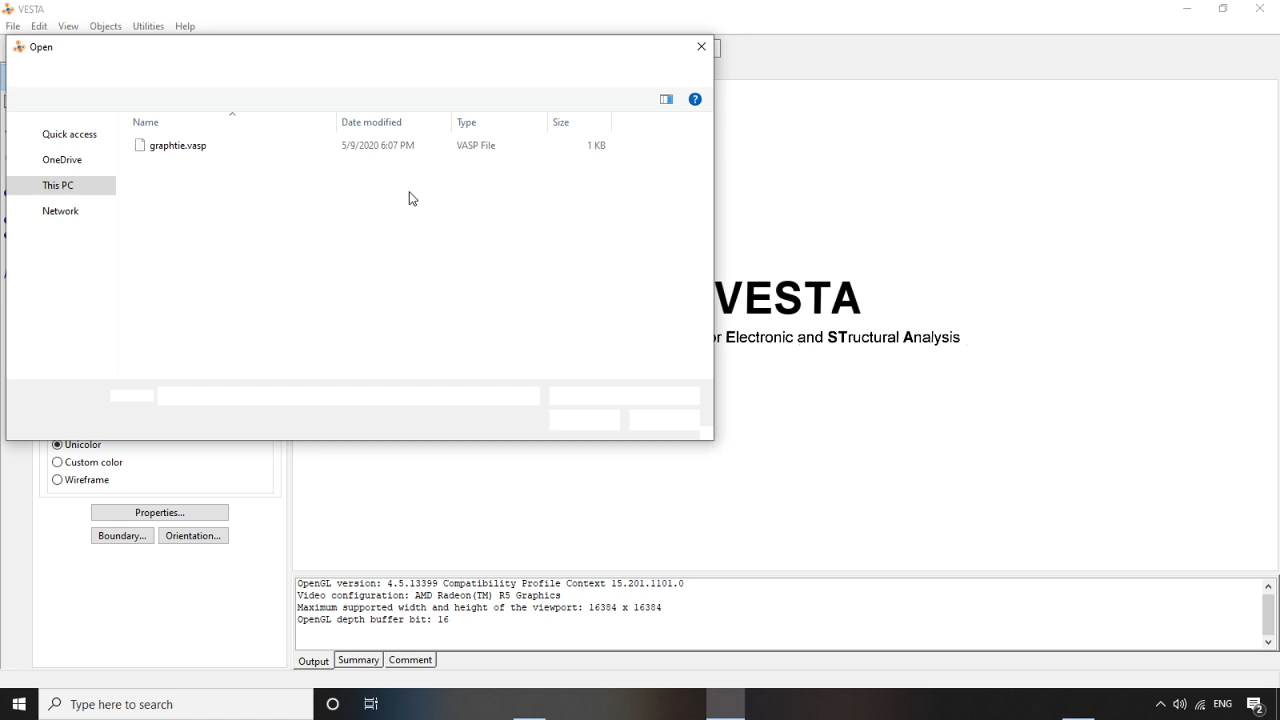 VESTA
File Edit View Objects Utilities Help
Open
Name Date modified Type Size
Quick access
graphtie.vasp 5/9/2020 6:07 PM VASP File 1 KB
OneDrive
This PC
Network
VESTA
or Electronic and STructural Analysis
Unicolor
Custom color
Wireframe
Properties...
Boundary... Orientation...
OpenGL version: 4.5.13399 Compatibility Profile Context 15.201.1101.0
Video configuration: AMD Radeon(TM) R5 Graphics
Maximum supported width and height of the viewport: 16384 x 16384
OpenGL depth buffer bit: 16
Output Summary Comment
Type here to search
ENG
2